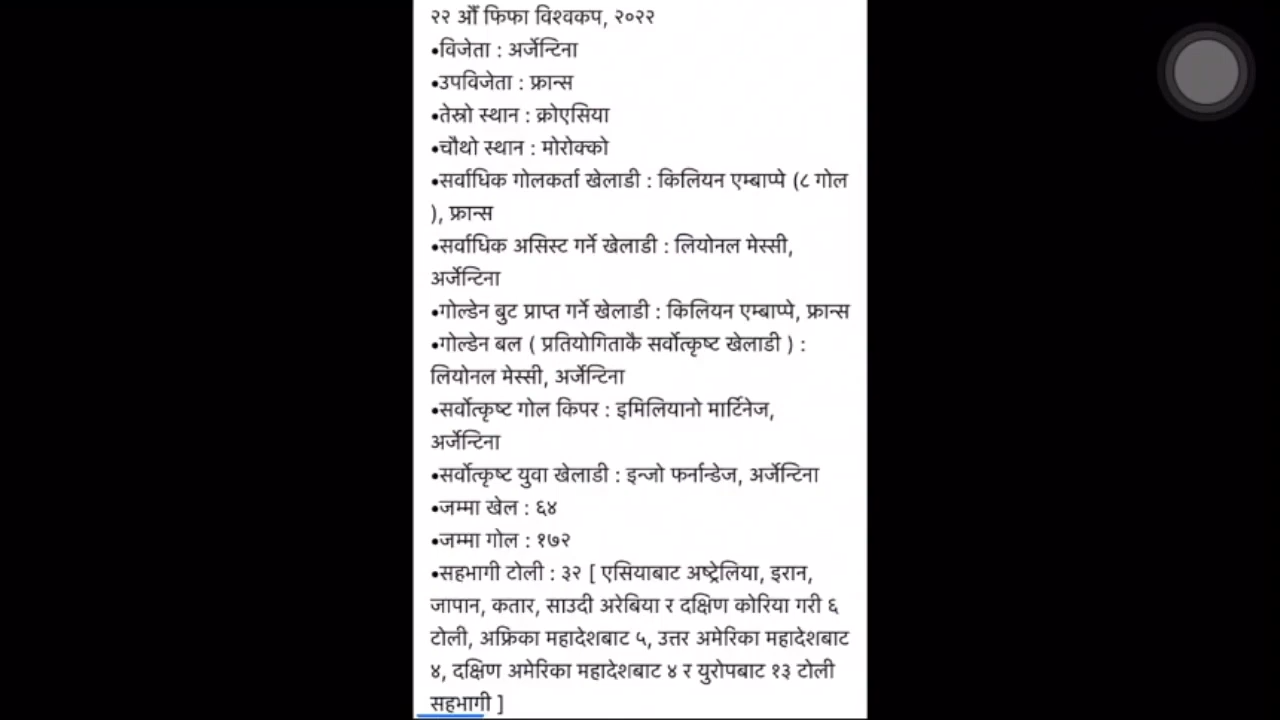 २२ औँ फिफा विश्वकप, २०२२
•विजेता : अर्जेन्टिना
•उपविजेता : फ्रान्स
•तेस्रो स्थान : क्रोएसिया
•चौथो स्थान : मोरोक्को
•सर्वाधिक गोलकर्ता खेलाडी : किलियन एम्बाप्पे (८ गोल
), फ्रान्स
•सर्वाधिक असिस्ट गर्ने खेलाडी : लियोनल मेस्सी,
अर्जेन्टिना
•गोल्डेन बुट प्राप्त गर्ने खेलाडी : किलियन एम्बाप्पे, फ्रान्स
•गोल्डेन बल ( प्रतियोगिताकै सर्वोत्कृष्ट खेलाडी ) :
लियोनल मेस्सी, अर्जेन्टिना
•सर्वोत्कृष्ट गोल किपर : इमिलियानो मार्टिनेज,
अर्जेन्टिना
•सर्वोत्कृष्ट युवा खेलाडी : इन्जो फर्नान्डेज, अर्जेन्टिना
•जम्मा खेल : ६४
•जम्मा गोल : १७२
•सहभागी टोली : ३२ [ एसियाबाट अष्ट्रेलिया, इरान,
जापान, कतार, साउदी अरेबिया र दक्षिण कोरिया गरी ६
टोली, अफ्रिका महादेशबाट ५, उत्तर अमेरिका महादेशबाट
४, दक्षिण अमेरिका महादेशबाट ४ र युरोपबाट १३ टोली
सहभागी ]